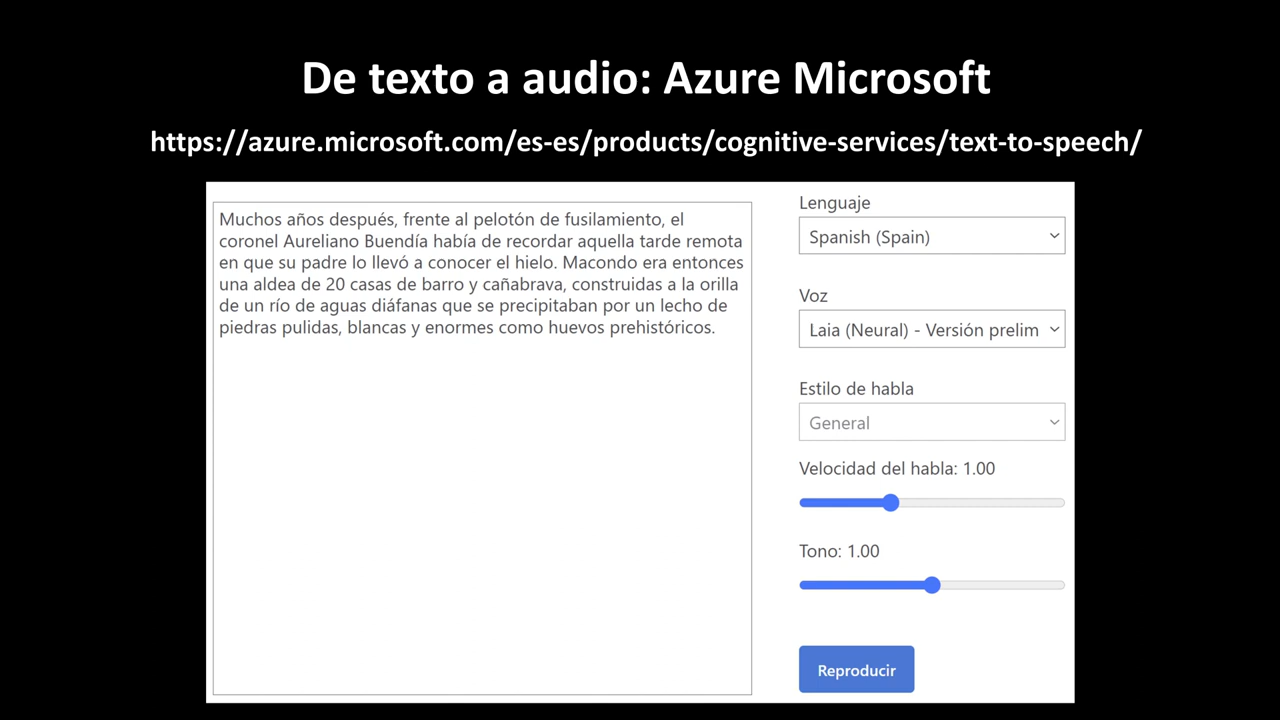 De texto a audio: Azure Microsoft
https://azure.microsoft.com/es-es/products/cognitive-services/text-to-speech/
Muchos años después, frente al pelotón de fusilamiento, el
coronel Aureliano Buendía había de recordar aquella tarde remota
en que su padre lo llevó a conocer el hielo. Macondo era entonces
una aldea de 20 casas de barro y cañabrava, construidas a la orilla
de un río de aguas diáfanas que se precipitaban por un lecho de
piedras pulidas, blancas y enormes como huevos prehistóricos.
Lenguaje
Spanish (Spain)
Voz
Laia (Neural) - Versión prelim
Estilo de habla
General
Velocidad del habla: 1.00
Tono: 1.00
Reproducir